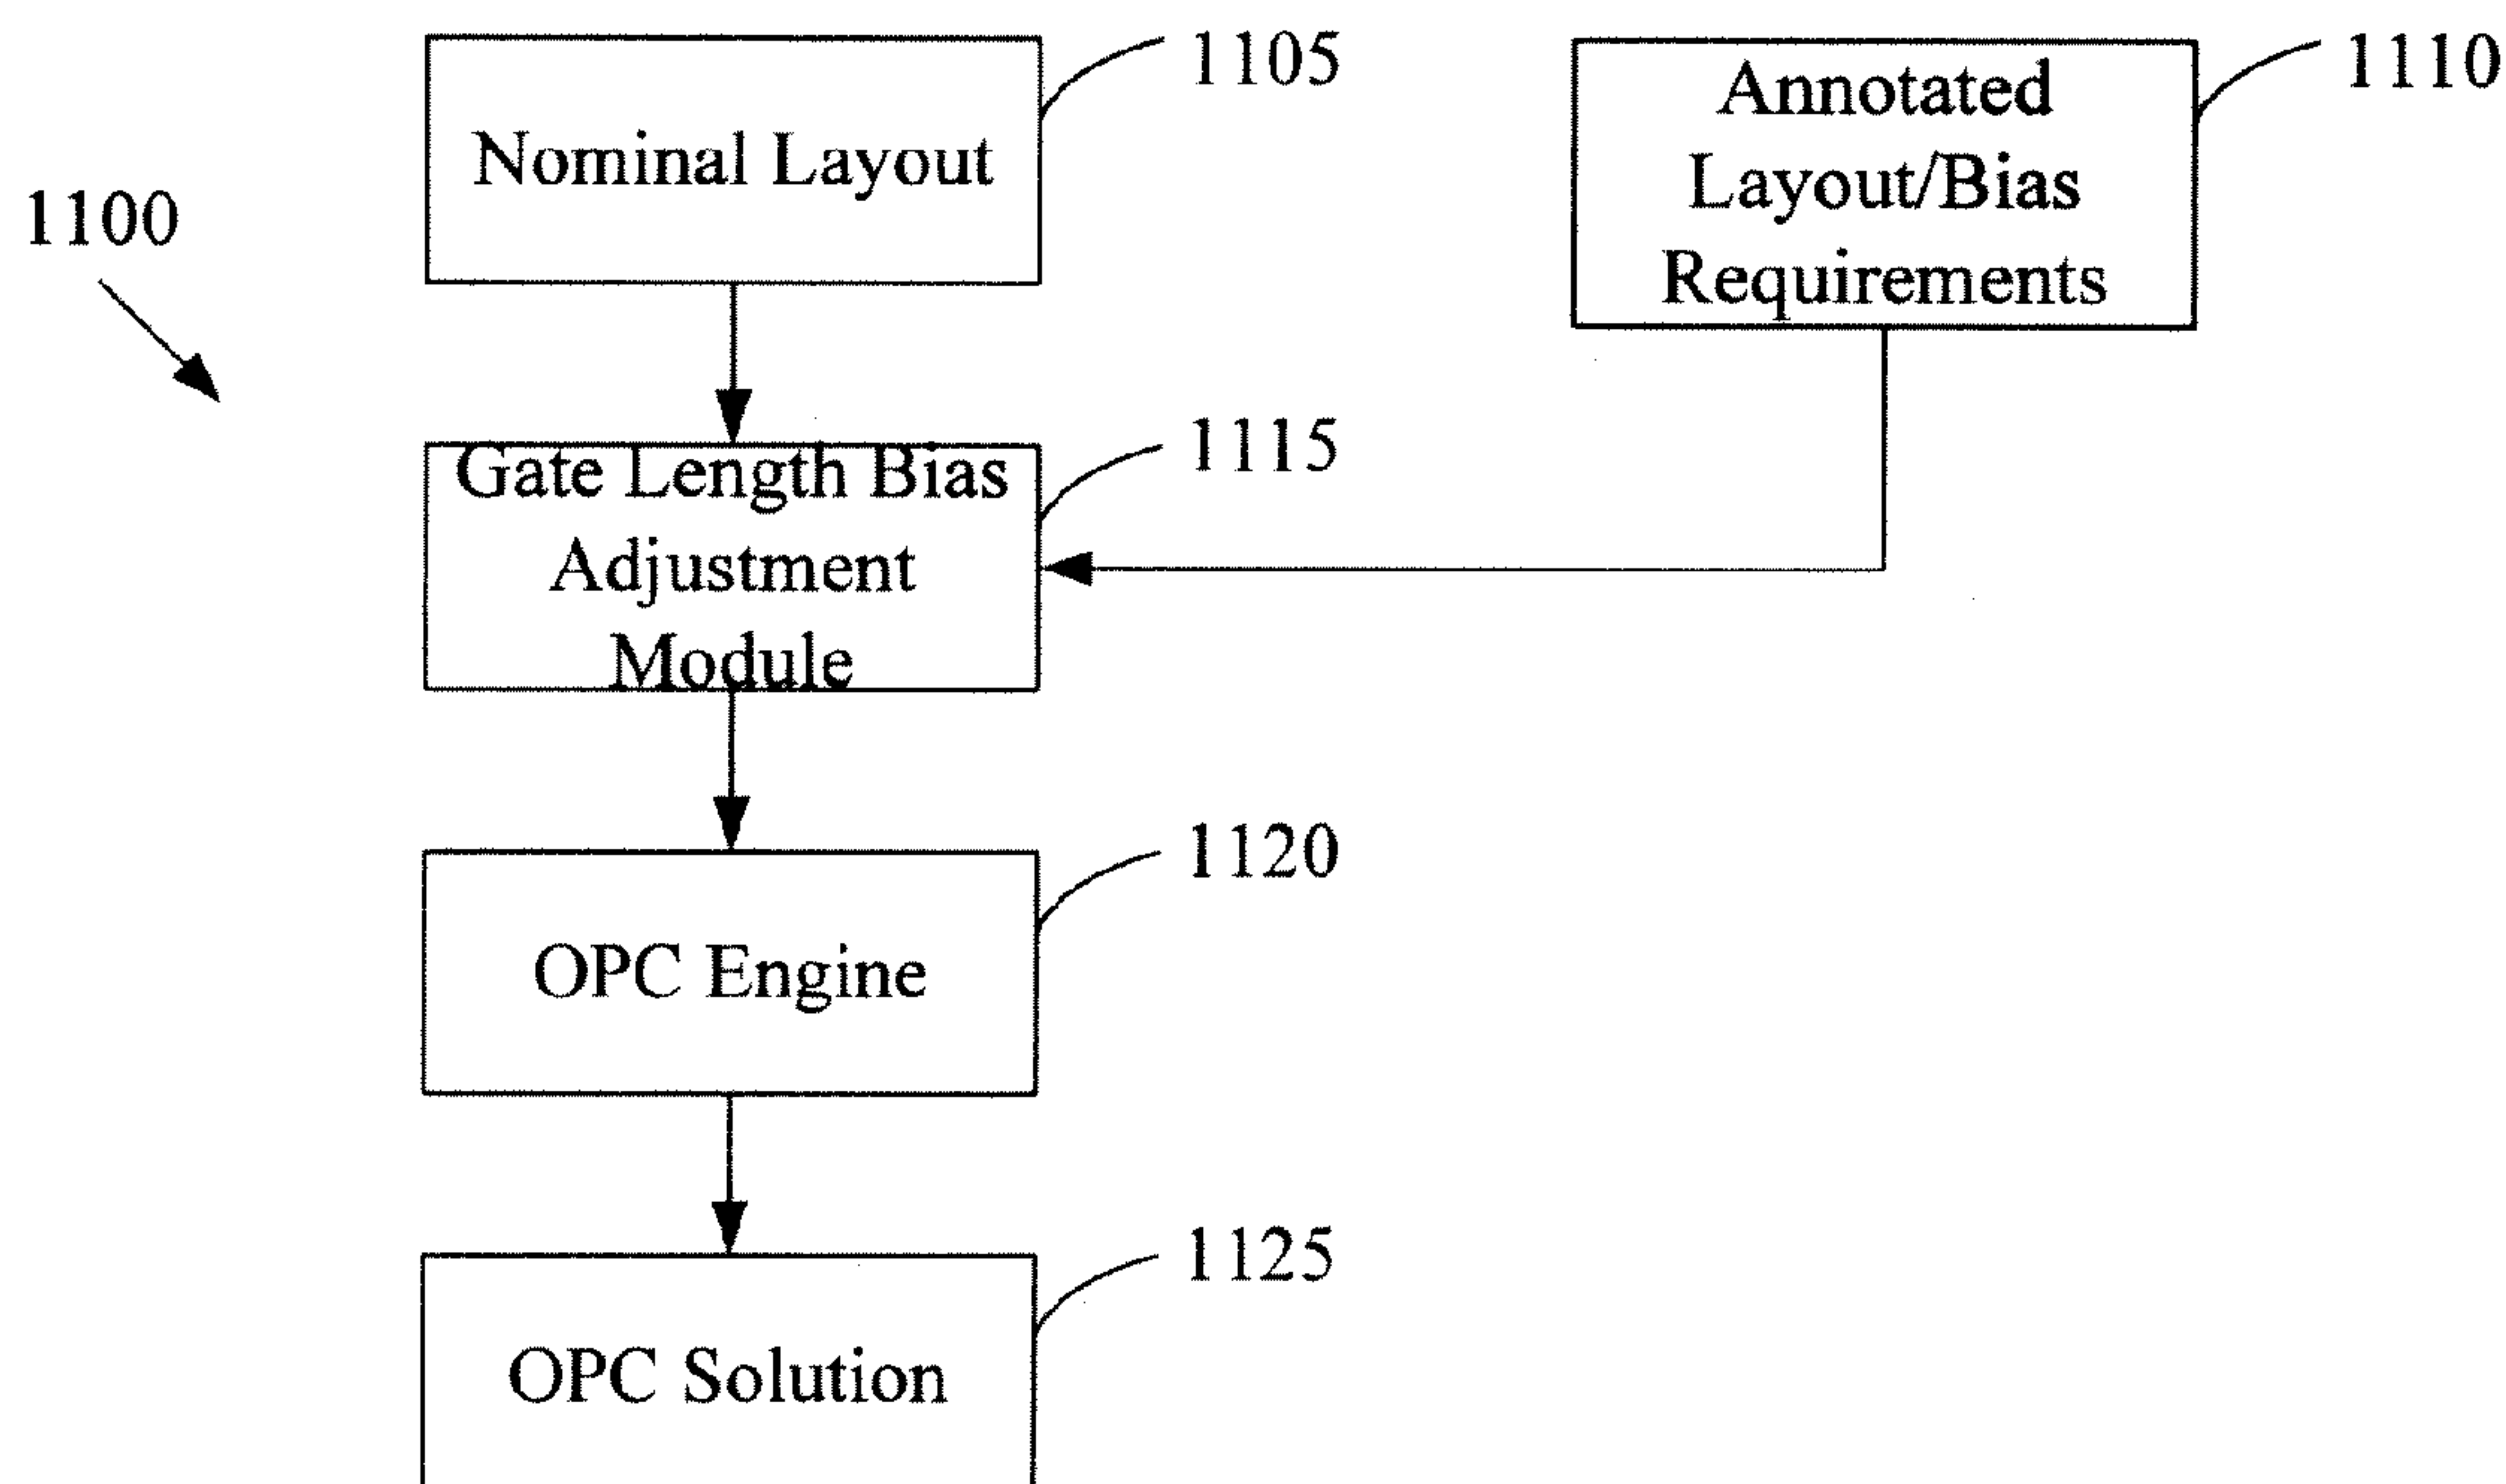 1105
1110
Nominal Layout
Annotated
Layout/Bias
Requirements
1100
1115
Gate Length Bias
Adjustment
Module
1120
OPC Engine
1125
OPC Solution